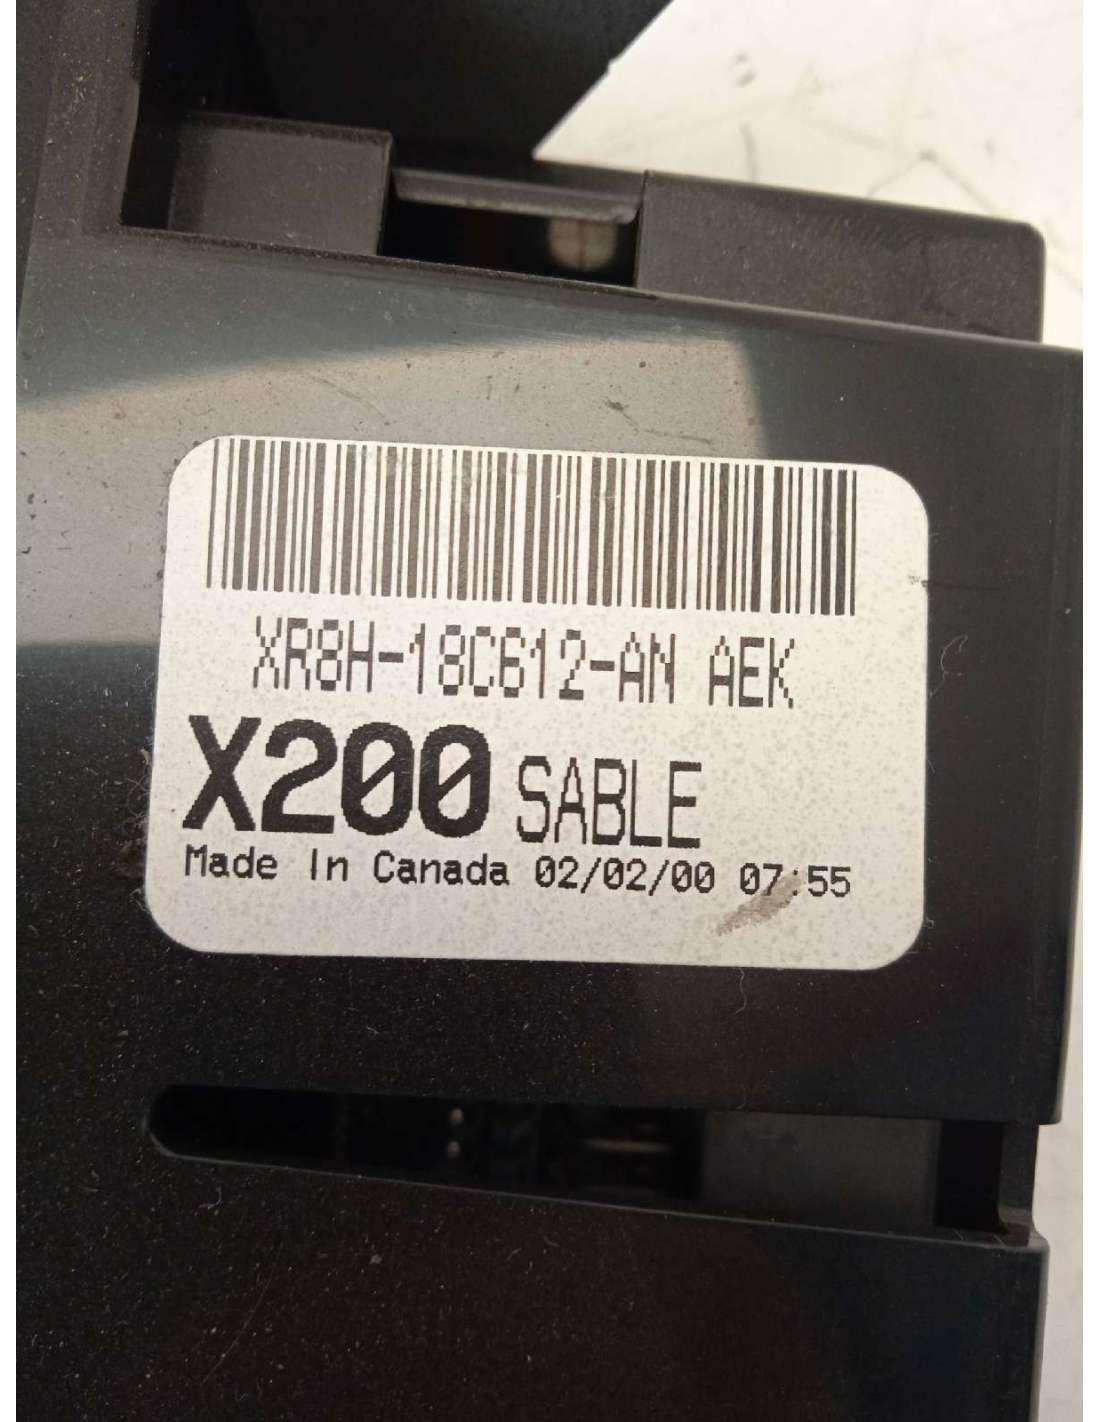 XR8H-18C612-AN AEK
X200 SABLE
Made In Canada 02/02/00 07:55